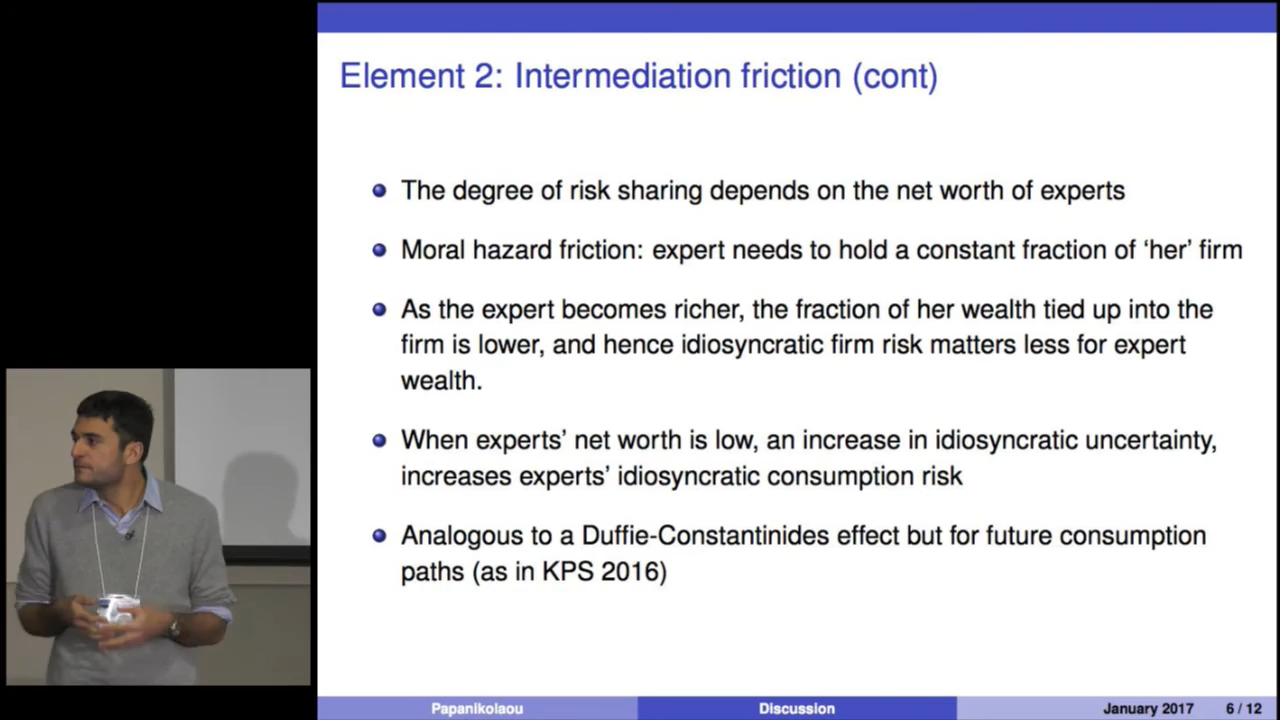 Element 2: Intermediation friction (cont)
The degree of risk sharing depends on the net worth of experts
Moral hazard friction: expert needs to hold a constant fraction of ‘her’ firm
As the expert becomes richer, the fraction of her wealth tied up into the
firm is lower, and hence idiosyncratic firm risk matters less for expert
wealth.
When experts’ net worth is low, an increase in idiosyncratic uncertainty,
increases experts’ idiosyncratic consumption risk
Analogous to a Duffie-Constantinides effect but for future consumption
paths (as in KPS 2016)
Papanikolaou Discussion January 2017 6 / 12